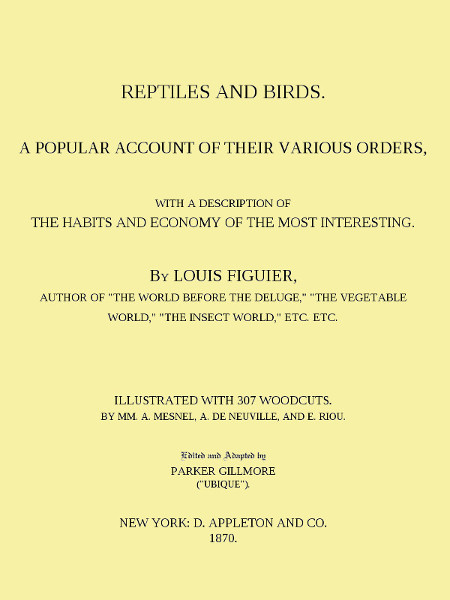 REPTILES AND BIRDS.
A POPULAR ACCOUNT OF THEIR VARIOUS ORDERS,
WITH A DESCRIPTION OF
THE HABITS AND ECONOMY OF THE MOST INTERESTING.
By LOUIS FIGUIER,
AUTHOR OF "THE WORLD BEFORE THE DELUGE," "THE VEGETABLE
WORLD," "THE INSECT WORLD," ETC. ETC.
ILLUSTRATED WITH 307 WOODCUTS.
BY MM. A. MESNEL, A. DE NEUVILLE, AND E. RIOU.
Edited and Adapted by
PARKER GILLMORE
("UBIQUE").
NEW YORK: D. APPLETON AND CO.
1870.